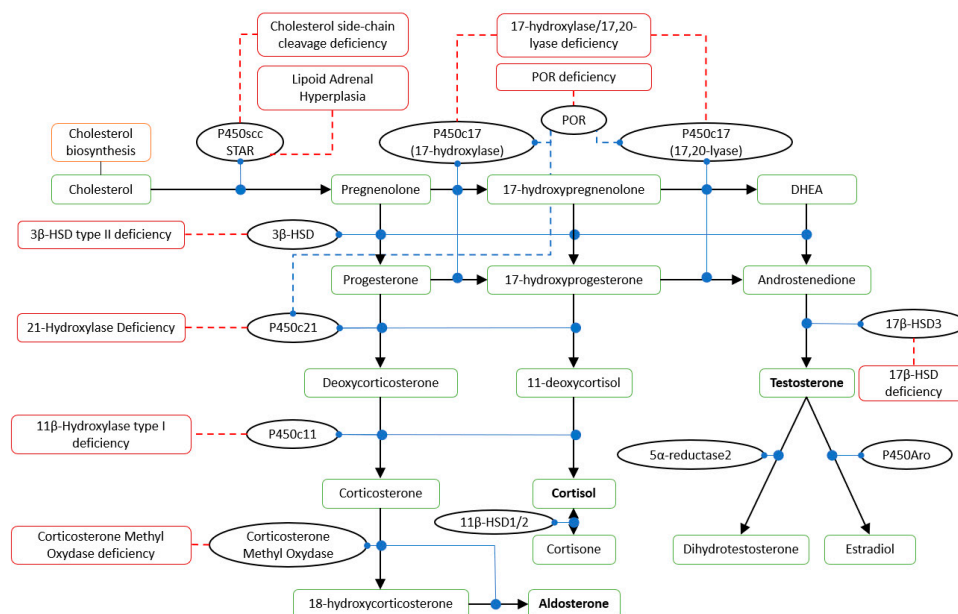 Cholesterol side-chain
cleavage deficiency
17-hydroxylase/17,20-
lyase deficiency
Lipoid Adrenal
Hyperplasia
POR deficiency
POR
Cholesterol
biosynthesis
P450scc
STAR
P450c17
(17-hydroxylase)
P450c17
(17,20-lyase)
Cholesterol
Pregnenolone
17-hydroxypregnenolone
DHEA
3β-HSD type II deficiency
3β-HSD
Progesterone
17-hydroxyprogesterone
Androstenedione
21-Hydroxylase Deficiency
P450c21
17β-HSD3
Deoxycorticosterone
11-deoxycortisol
Testosterone
17β-HSD
deficiency
11β-Hydroxylase type I
deficiency
P450c11
5α-reductase2
P450Aro
Corticosterone
Cortisol
11β-HSD1/2
Corticosterone Methyl
Oxydase deficiency
Corticosterone
Methyl Oxydase
Cortisone
Dihydrotestosterone
Estradiol
18-hydroxycorticosterone
Aldosterone